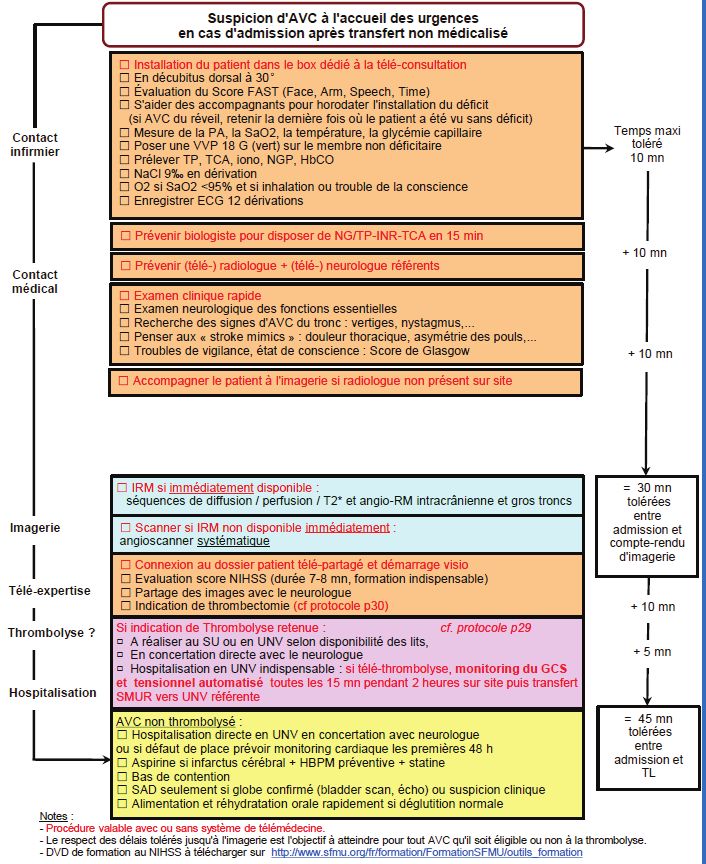 Suspicion d'AVC à l'accueil des urgences
en cas d'admission après transfert non médicalisé
Contact
infirmier
☐ Installation du patient dans le box dédié à la télé-consultation
☐ En décubitus dorsal à 30°
☐ Évaluation du Score FAST (Face, Arm, Speech, Time)
☐ S'aider des accompagnants pour horodater l'installation du déficit
(si AVC du réveil, retenir la dernière fois où le patient a été vu sans déficit)
☐ Mesure de la PA, la SaO2, la température, la glycémie capillaire
☐ Poser une VVP 18 G (vert) sur le membre non déficitaire
☐ Prélever TP, TCA, iono, NGP, HbCO
☐ NaCl 9‰ en dérivation
☐ O2 si SaO2 <95% et si inhalation ou trouble de la conscience
☐ Enregistrer ECG 12 dérivations
Temps maxi
toléré
10 mn
☐ Prévenir biologiste pour disposer de NG/TP-INR-TCA en 15 min
+ 10 mn
Contact
médical
☐ Prévenir (télé-) radiologue + (télé-) neurologue référents
☐ Examen clinique rapide
☐ Examen neurologique des fonctions essentielles
☐ Recherche des signes d'AVC du tronc : vertiges, nystagmus,...
☐ Penser aux « stroke mimics » : douleur thoracique, asymétrie des pouls,...
☐ Troubles de vigilance, état de conscience : Score de Glasgow
+ 10 mn
☐ Accompagner le patient à l'imagerie si radiologue non présent sur site
Imagerie
☐ IRM si immédiatement disponible :
séquences de diffusion / perfusion / T2* et angio-RM intracrânienne et gros troncs
☐ Scanner si IRM non disponible immédiatement :
angioscanner systématique
= 30 mn
tolérées
entre
admission et
compte-rendu
d'imagerie
Télé-expertise
☐ Connexion au dossier patient télé-partagé et démarrage visio
☐ Evaluation score NIHSS (durée 7-8 mn, formation indispensable)
☐ Partage des images avec le neurologue
☐ Indication de thrombectomie (cf protocole p30)
+ 10 mn
Thrombolyse ?
Si indication de Thrombolyse retenue : cf. protocole p29
▫ A réaliser au SU ou en UNV selon disponibilité des lits,
▫ En concertation directe avec le neurologue
▫ Hospitalisation en UNV indispensable : si télé-thrombolyse, monitoring du GCS
et tensionnel automatisé toutes les 15 mn pendant 2 heures sur site puis transfert
SMUR vers UNV référente
+ 5 mn
Hospitalisation
AVC non thrombolysé :
☐ Hospitalisation directe en UNV en concertation avec neurologue
ou si défaut de place prévoir monitoring cardiaque les premières 48 h
☐ Aspirine si infarctus cérébral + HBPM préventive + statine
☐ Bas de contention
☐ SAD seulement si globe confirmé (bladder scan, écho) ou suspicion clinique
☐ Alimentation et réhydratation orale rapidement si déglutition normale
= 45 mn
tolérées
entre
admission et
TL
Notes :
- Procédure valable avec ou sans système de télémédecine.
- Le respect des délais tolérés jusqu'à l'imagerie est l'objectif à atteindre pour tout AVC qu'il soit éligible ou non à la thrombolyse.
- DVD de formation au NIHSS à télécharger sur http://www.sfmu.org/fr/formation/FormationSFMU/outils_formation